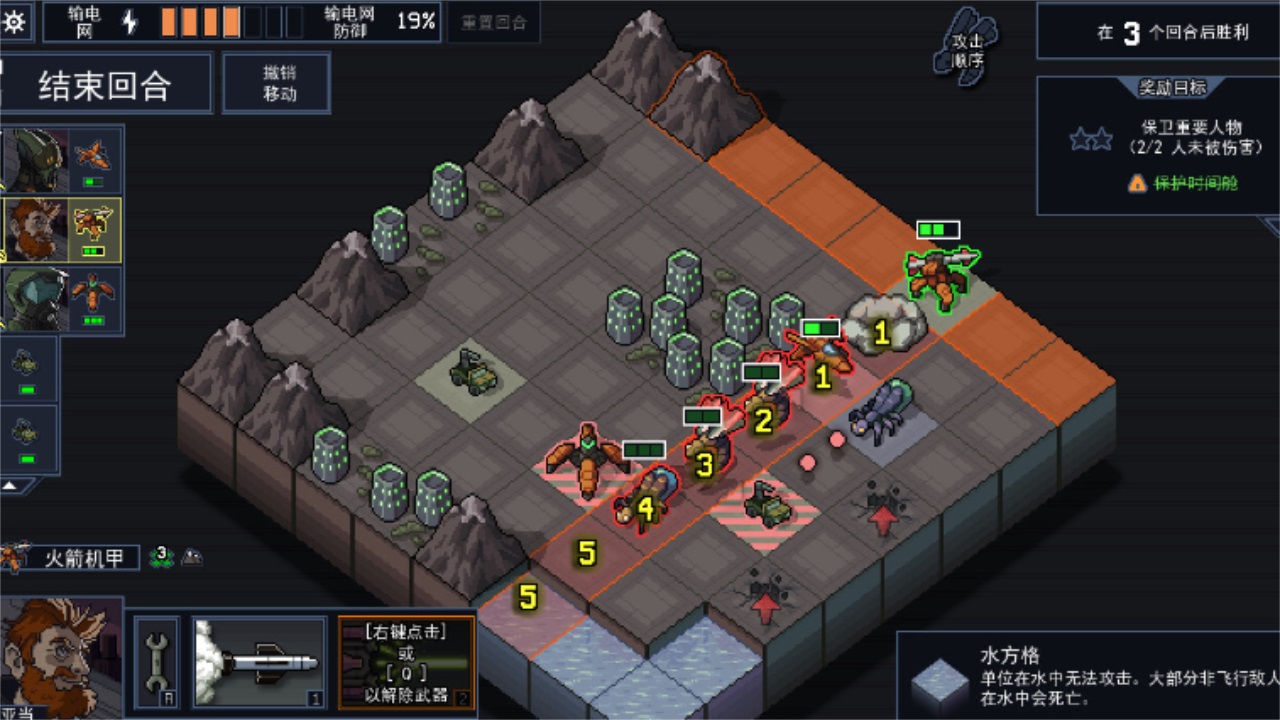 输电网
输电网防御
19%
重置回合
结束回合
撤销
移动
攻击
顺序
在 3 个回合后胜利
奖励目标
保卫重要人物
(2/2 人未被伤害)
保护时间舱
1
1
2
3
4
5
5
火箭机甲
3
R
1
[右键点击]
或
[ Q ]
以解除武器
2
亚当
水方格
单位在水中无法攻击。大部分非飞行敌人
在水中会死亡。